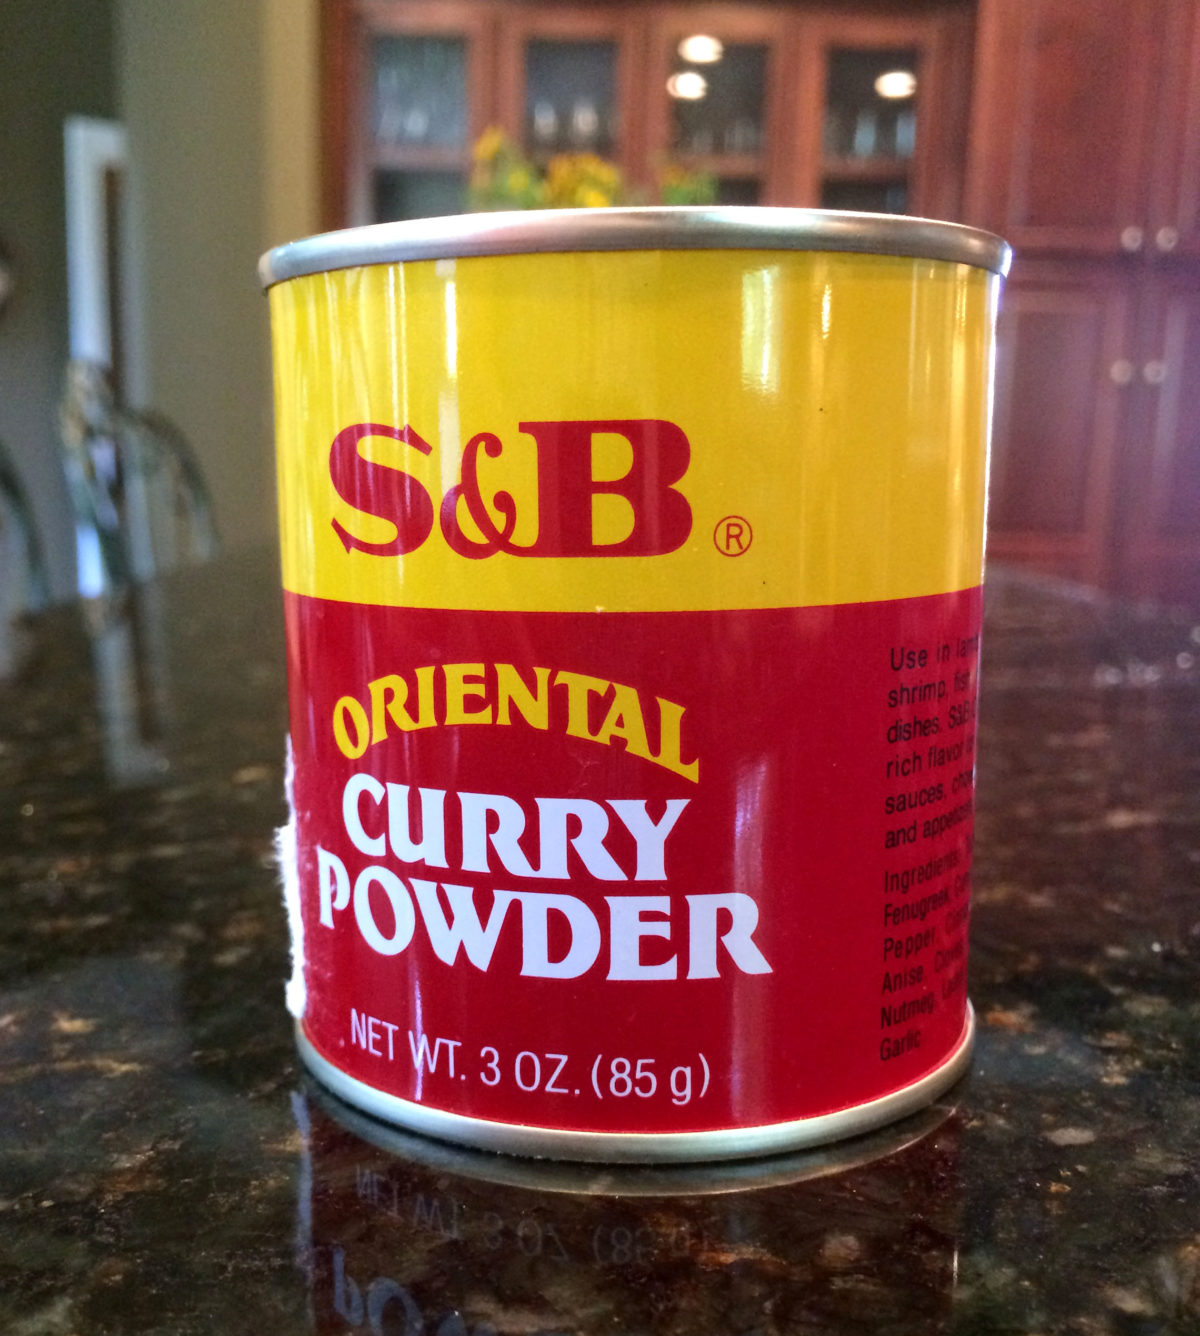 S&B ®
ORIENTAL
CURRY
POWDER
NET WT. 3 OZ. (85 g)
Use in
shrimp,
dishes. S&B
rich flavor
sauces,
and
Ingredients:
Fenugreek,
Pepper,
Anise,
Nutmeg,
Garlic.